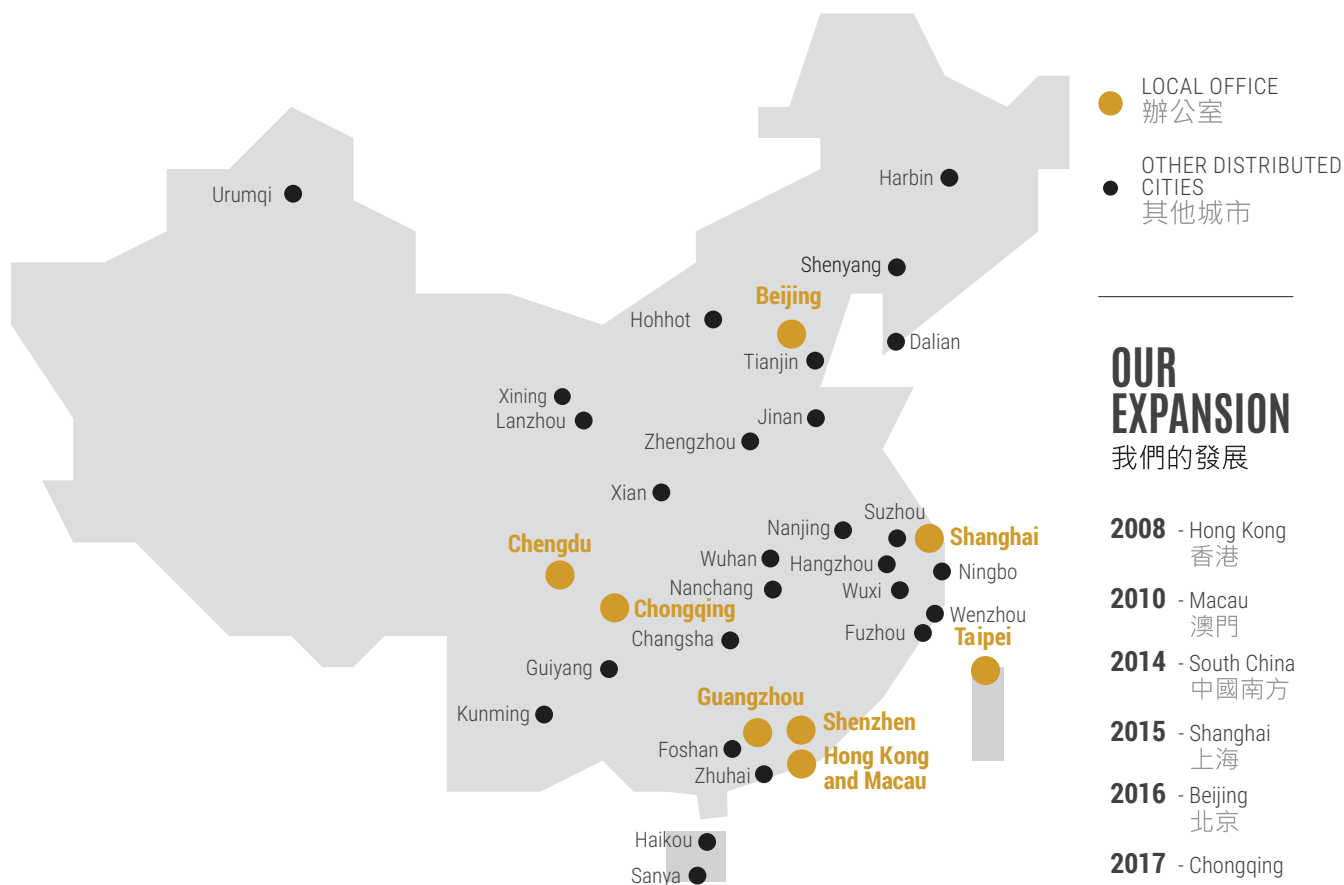 LOCAL OFFICE
辦公室
OTHER DISTRIBUTED
CITIES
其他城市
Urumqi
Harbin
Shenyang
Beijing
Hohhot
Dalian
Tianjin
Xining
Lanzhou
Jinan
Zhengzhou
Xian
Suzhou
Nanjing
Shanghai
Chengdu
Wuhan
Hangzhou
Ningbo
Nanchang
Wuxi
Chongqing
Wenzhou
Changsha
Fuzhou
Taipei
Guiyang
Guangzhou
Kunming
Shenzhen
Foshan
Hong Kong
and Macau
Zhuhai
Haikou
Sanya
OUR
EXPANSION
我們的發展
2008 - Hong Kong
香港
2010 - Macau
澳門
2014 - South China
中國南方
2015 - Shanghai
上海
2016 - Beijing
北京
2017 - Chongqing